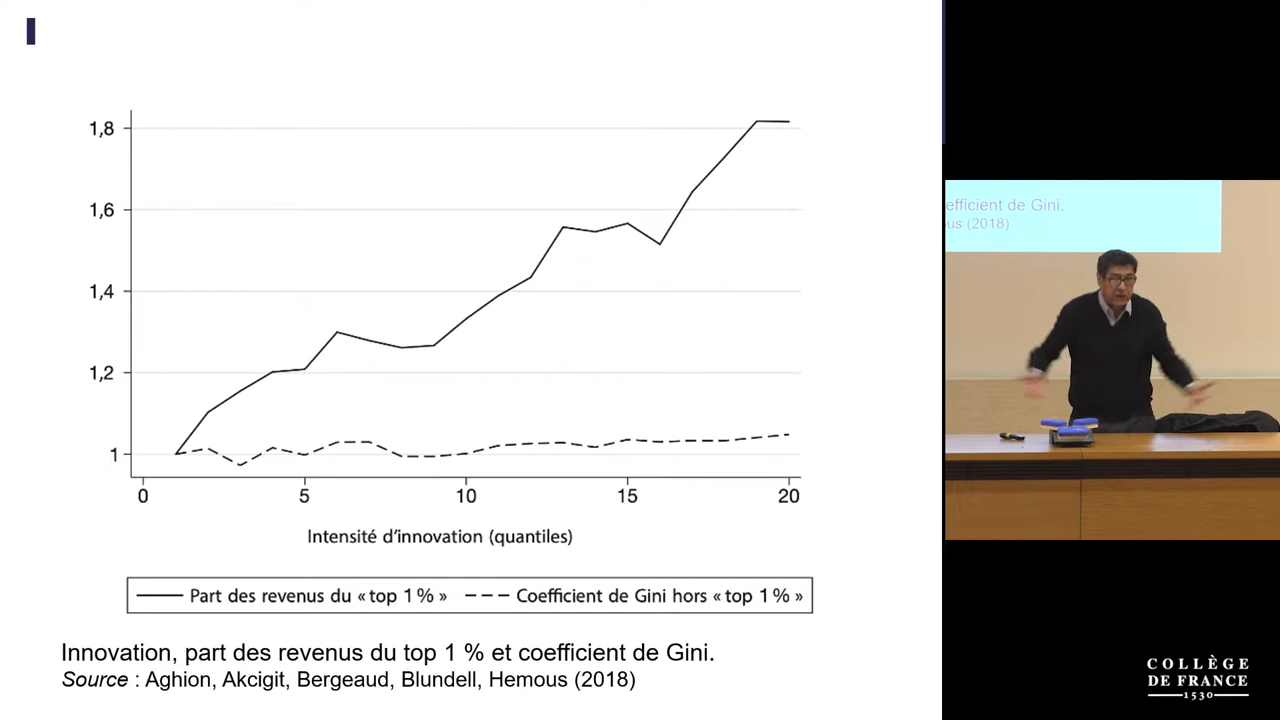 1,8
1,6
1,4
1,2
1
0 5 10 15 20
Intensité d’innovation (quantiles)
Part des revenus du « top 1 % » Coefficient de Gini hors « top 1 % »
Innovation, part des revenus du top 1 % et coefficient de Gini.
Source : Aghion, Akcigit, Bergeaud, Blundell, Hemous (2018)
efficient de Gini.
us (2018)
COLLÈGE
DE FRANCE
1530